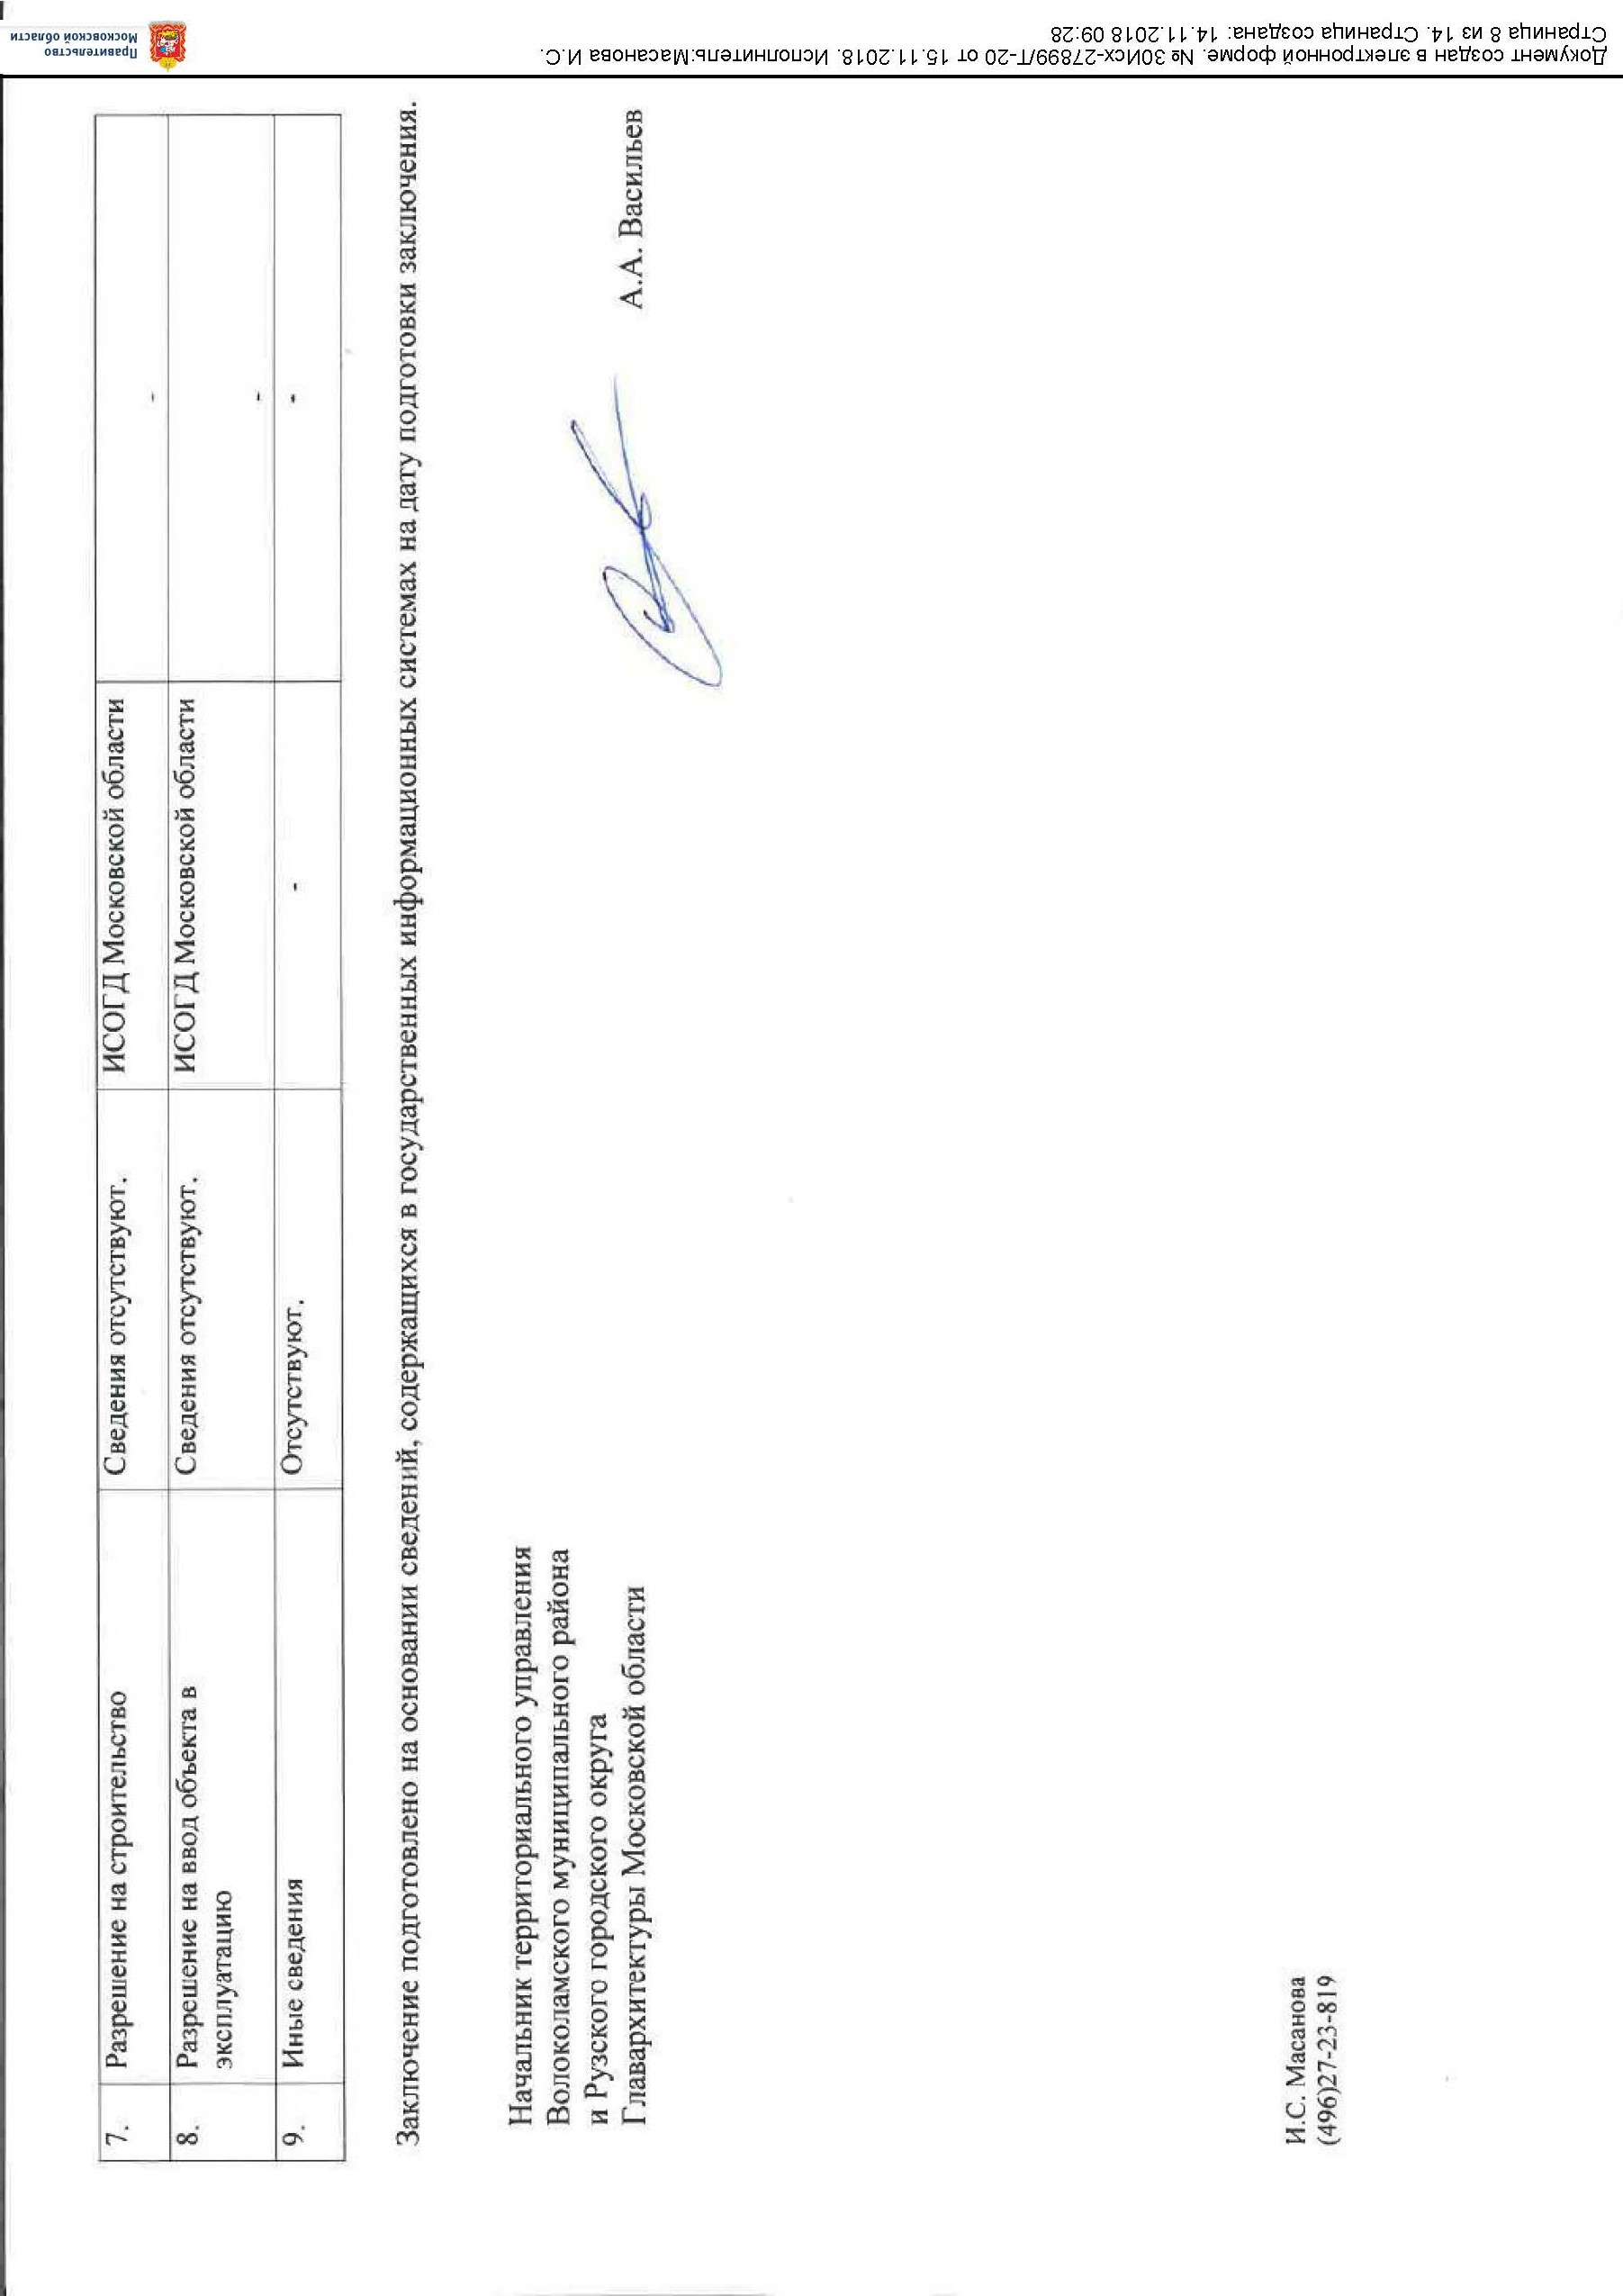 7. Разрешение на строительство Сведения отсутствуют. ИСОГД Московской области -
8. Разрешение на ввод объекта в Сведения отсутствуют. ИСОГД Московской области
эксплуатацию -
9. Иные сведения Отсутствуют. - -
Заключение подготовлено на основании сведений, содержащихся в государственных информационных системах на дату подготовки заключения.
Начальник территориального управления
Волоколамского муниципального района
и Рузского городского округа
Главархитектуры Московской области А.А. Васильев
И.С. Масанова
(496)27-23-819
Документ создан в электронной форме. № 30Исх-27899/Т-20 от 15.11.2018. Исполнитель:Масанова И.С.
Страница 8 из 14. Страница создана: 14.11.2018 09:28
Правительство
Московской области